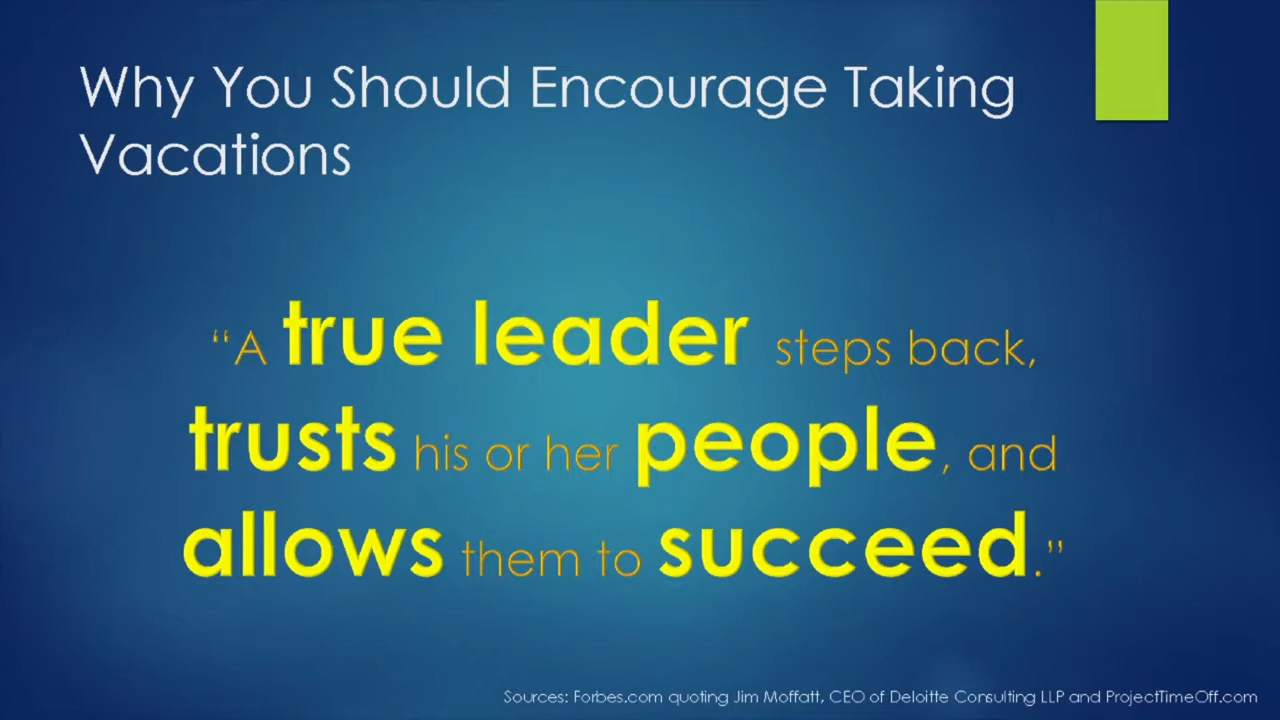 Why You Should Encourage Taking
Vacations
“A true leader steps back,
trusts his or her people, and
allows them to succeed.”
Sources: Forbes.com quoting Jim Moffatt, CEO of Deloitte Consulting LLP and ProjectTimeOff.com